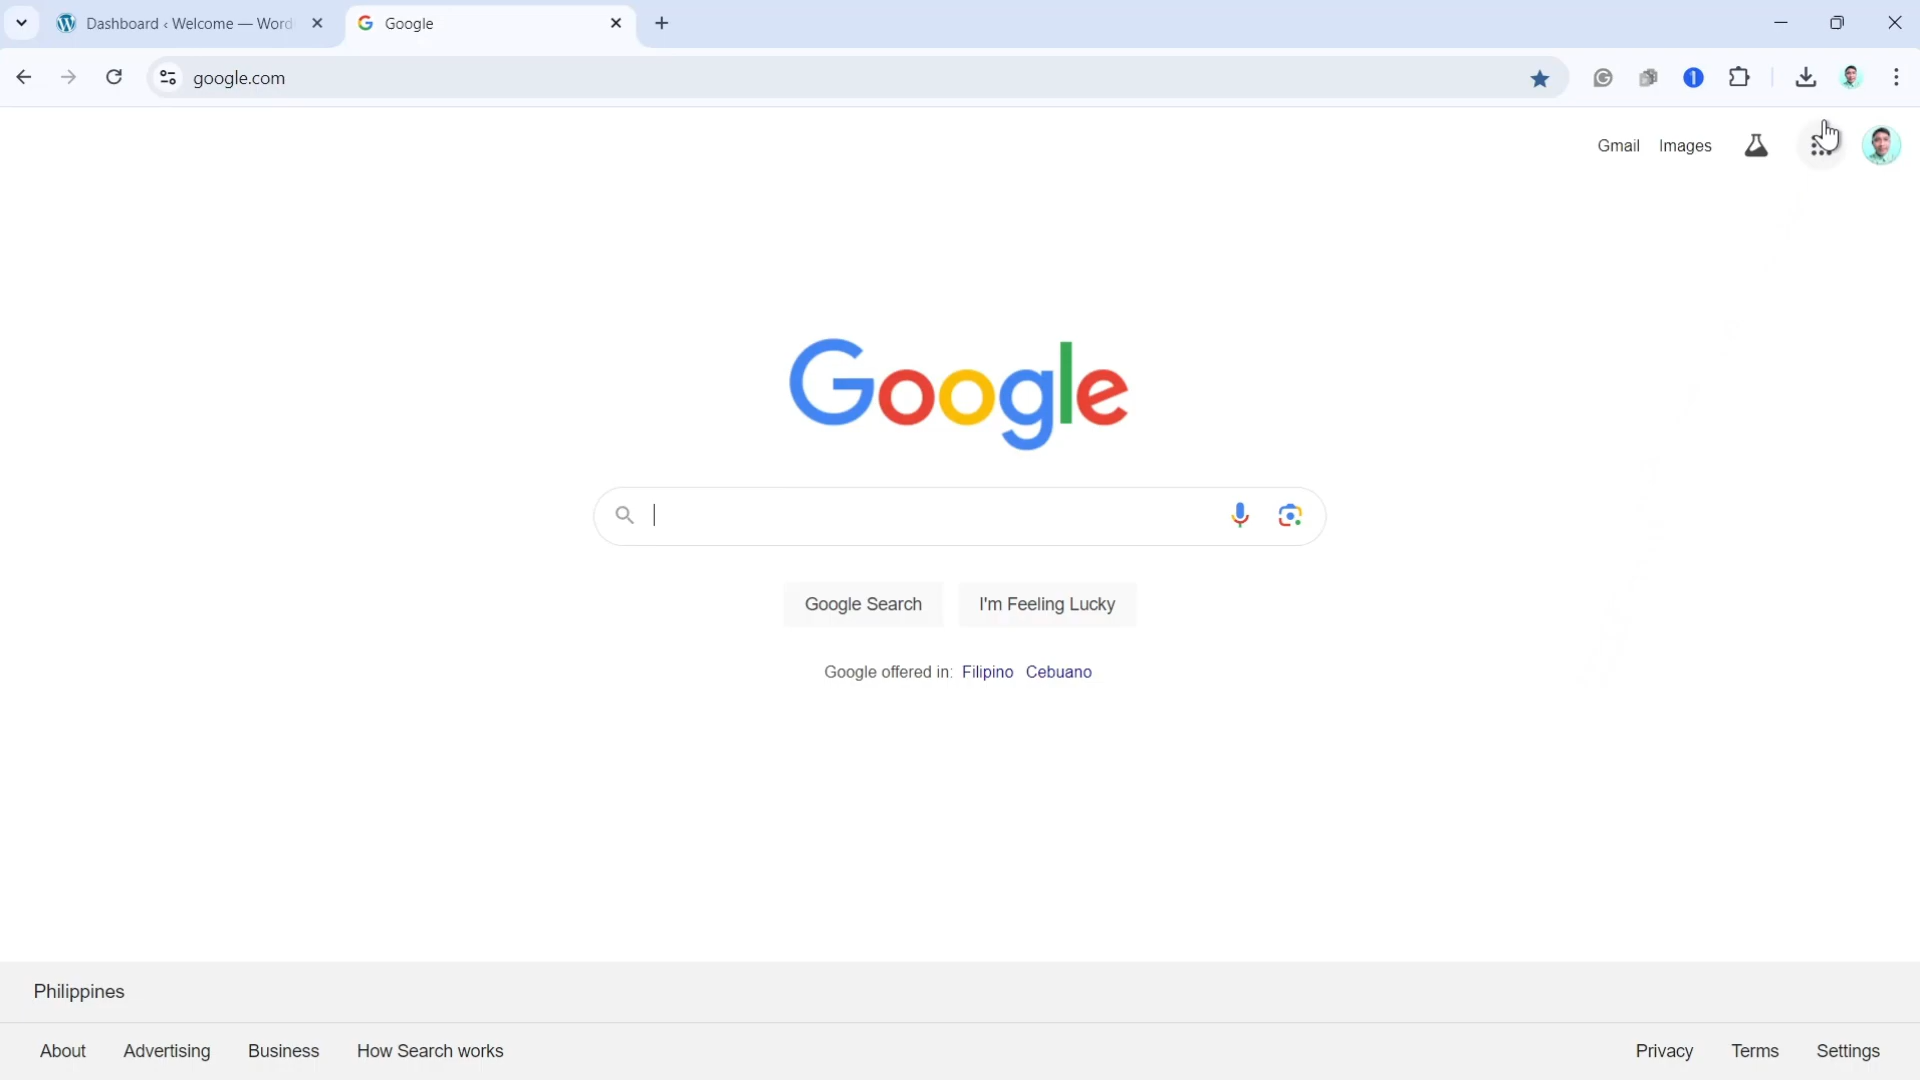 Dashboard ‹ Welcome — Word
Google
google.com
Gmail Images
Google
Google Search I'm Feeling Lucky
Google offered in: Filipino Cebuano
Philippines
About Advertising Business How Search works Privacy Terms Settings